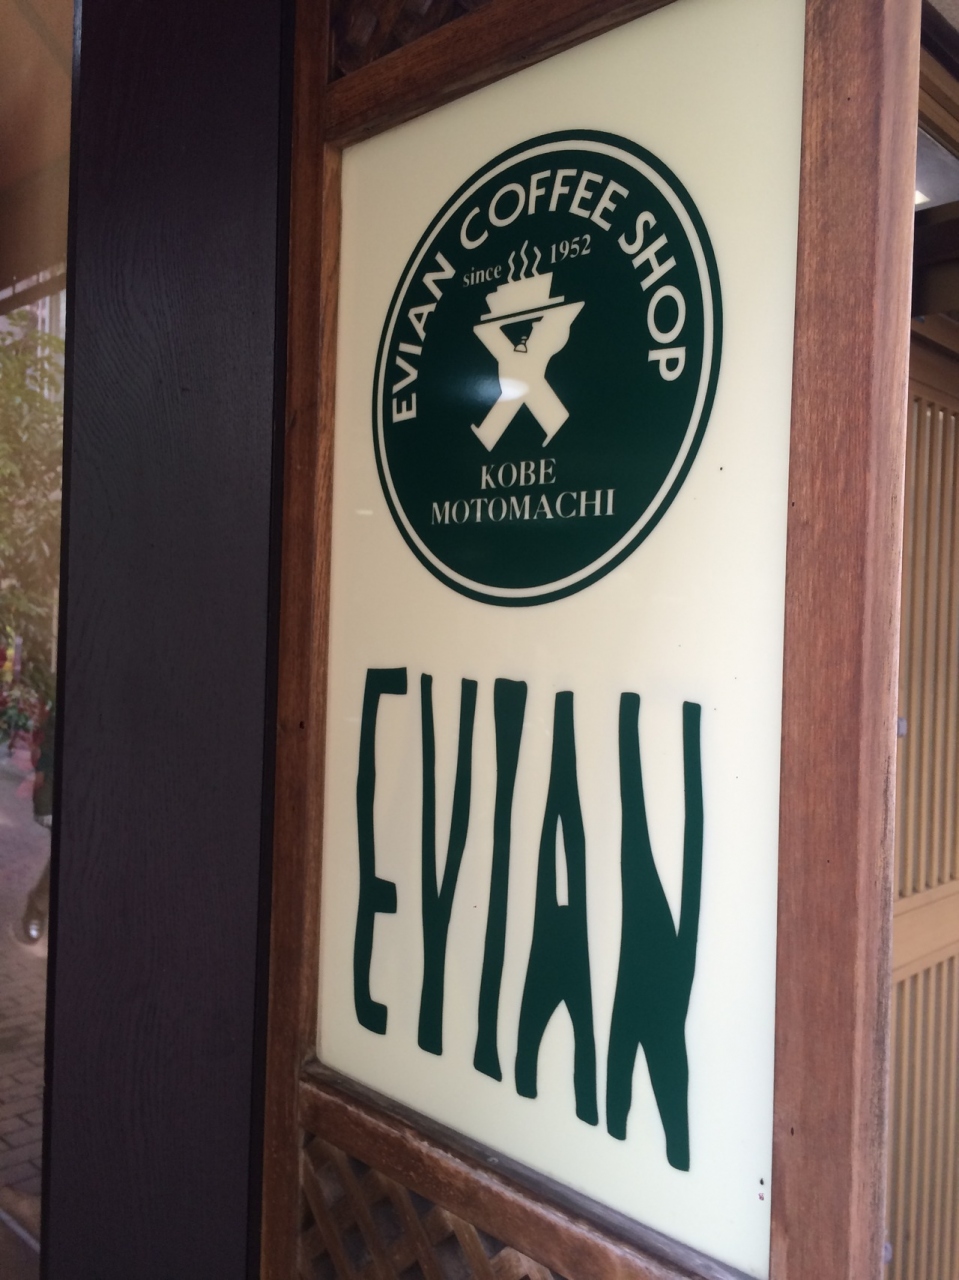 EVIAN COFFEE SHOP
since 1952
KOBE
MOTOMACHI
EVIAN